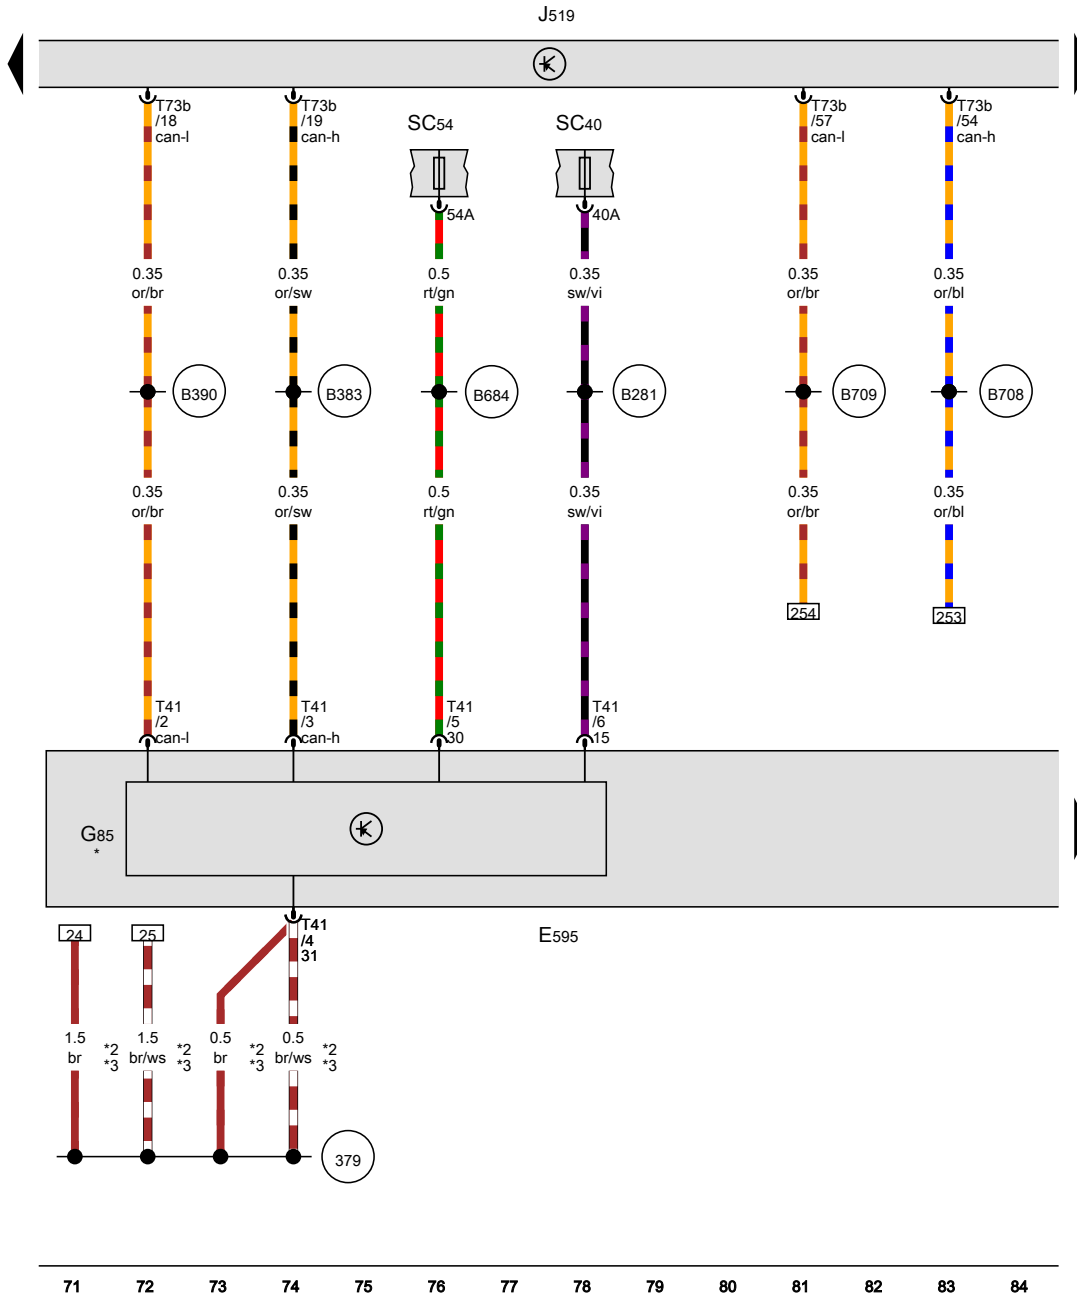 J519
T73b
/18
can-l
T73b
/19
can-h
SC54
SC40
T73b
/57
can-l
T73b
/54
can-h
54A
40A
0.35
or/br
0.35
or/sw
0.5
rt/gn
0.35
sw/vi
0.35
or/br
0.35
or/bl
B390
B383
B684
B281
B709
B708
0.35
or/br
0.35
or/sw
0.5
rt/gn
0.35
sw/vi
0.35
or/br
0.35
or/bl
254
253
T41
/2
can-l
T41
/3
can-h
T41
/5
30
T41
/6
15
G85
*
24
25
T41
/4
31
E595
1.5
br
*2
*3
1.5
br/ws
*2
*3
0.5
br
*2
*3
0.5
br/ws
*2
*3
379
71 72 73 74 75 76 77 78 79 80 81 82 83 84